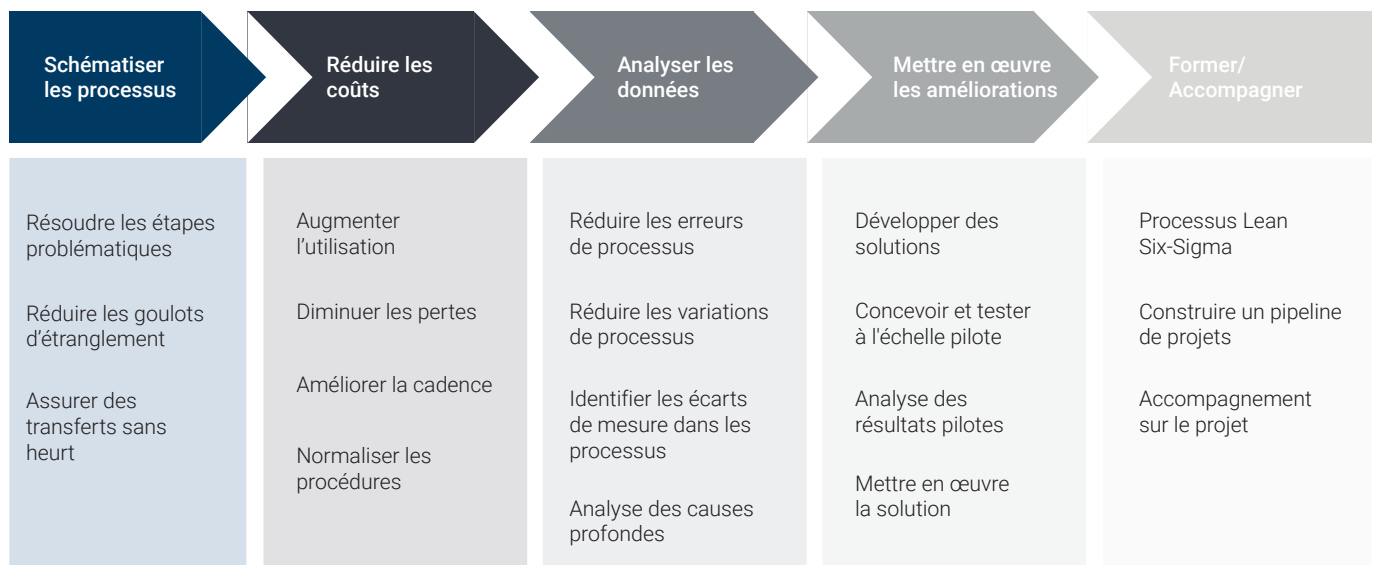 Schématiser
les processus
Réduire les
coûts
Analyser les
données
Mettre en œuvre
les améliorations
Former/
Accompagner
Résoudre les étapes
problématiques
Réduire les goulots
d’étranglement
Assurer des
transferts sans
heurt
Augmenter
l’utilisation
Diminuer les pertes
Améliorer la cadence
Normaliser les
procédures
Réduire les erreurs
de processus
Réduire les variations
de processus
Identifier les écarts
de mesure dans les
processus
Analyse des causes
profondes
Développer des
solutions
Concevoir et tester
à l'échelle pilote
Analyse des
résultats pilotes
Mettre en œuvre
la solution
Processus Lean
Six-Sigma
Construire un pipeline
de projets
Accompagnement
sur le projet